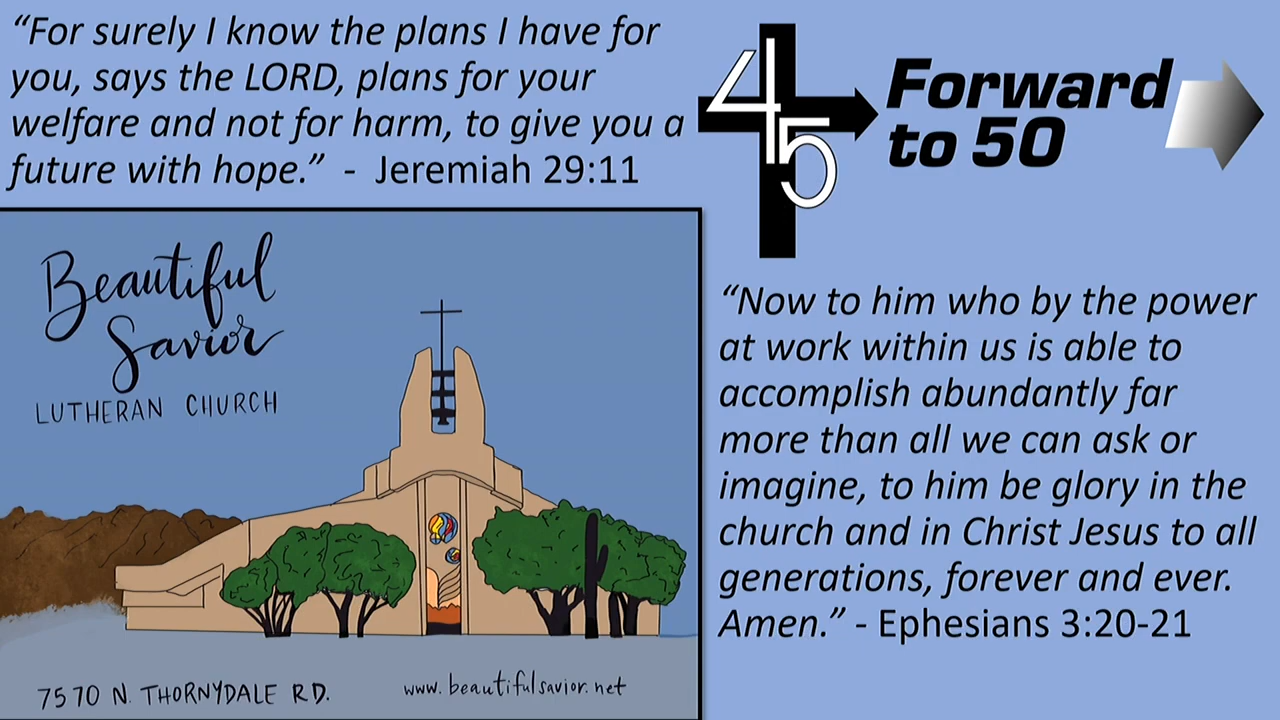 “For surely I know the plans I have for
you, says the LORD, plans for your
welfare and not for harm, to give you a
future with hope.” - Jeremiah 29:11
45
Forward
to 50
Beautiful
Savior
LUTHERAN CHURCH
7570 N. THORNYDALE RD.
www.beautifulsavior.net
“Now to him who by the power
at work within us is able to
accomplish abundantly far
more than all we can ask or
imagine, to him be glory in the
church and in Christ Jesus to all
generations, forever and ever.
Amen.” - Ephesians 3:20-21